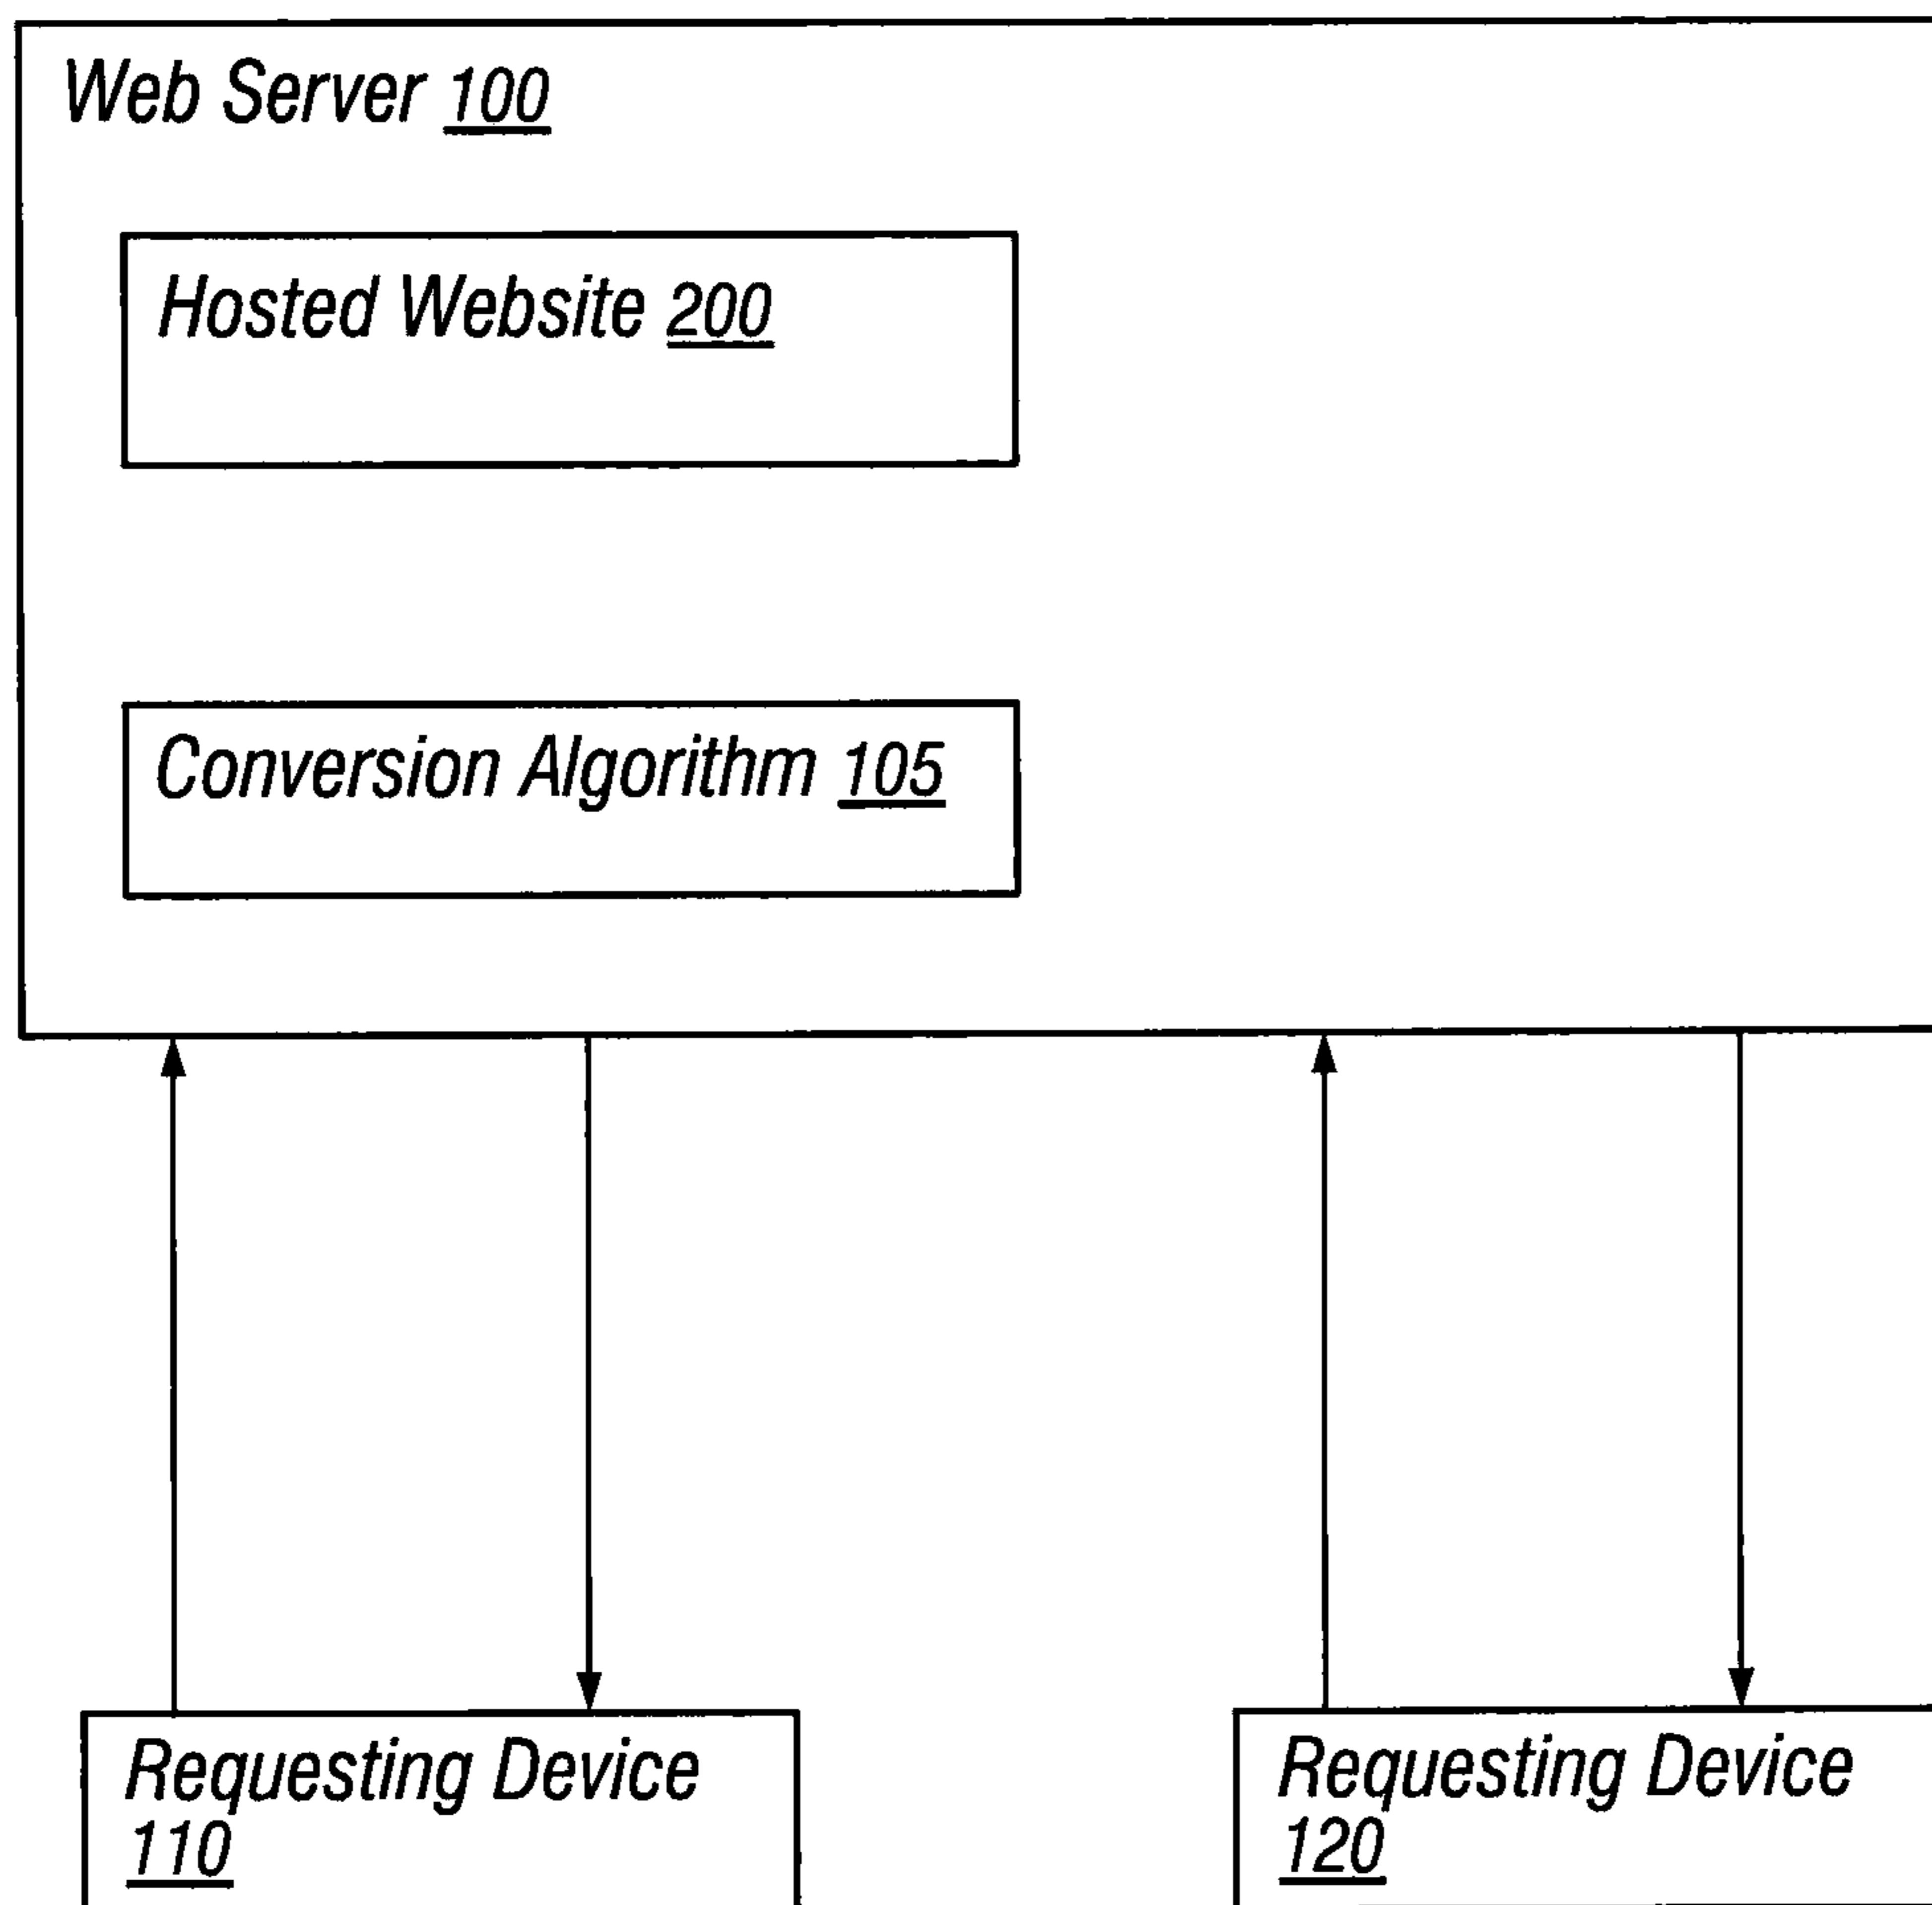 Web Server 100
Hosted Website 200
Conversion Algorithm 105
Requesting Device
110
Requesting Device
120